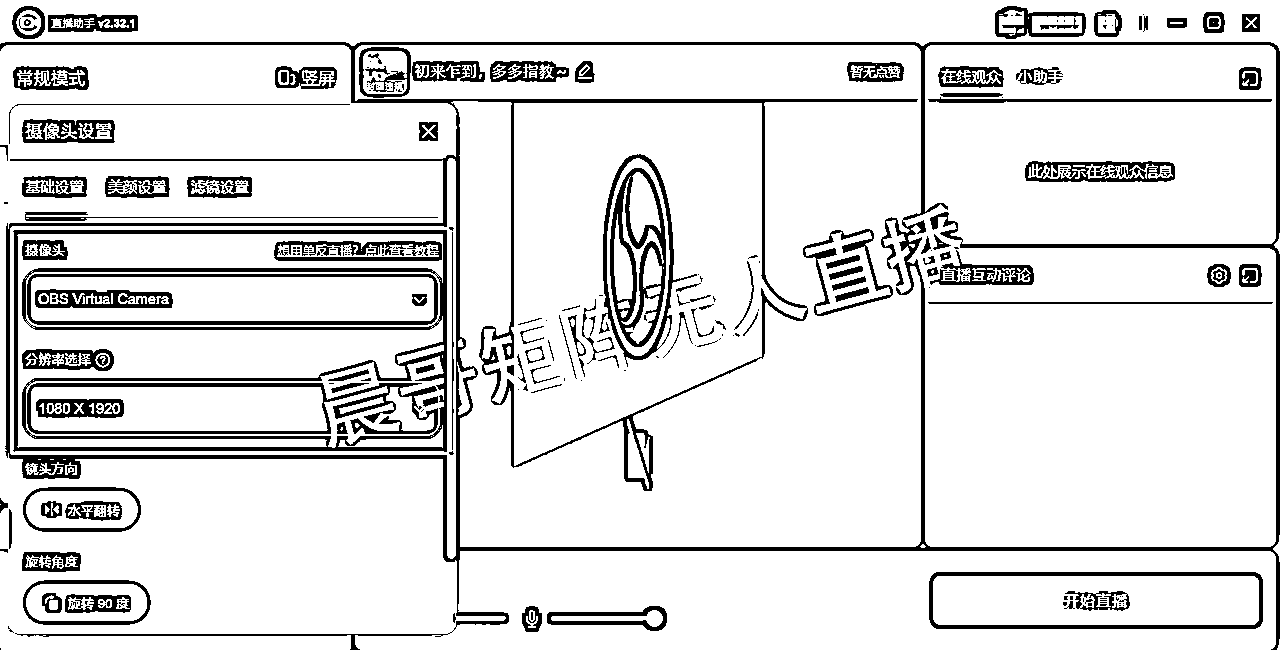 直播助手 v2.32.1
常规模式
竖屏
初来乍到，多多指教~
暂无点赞
在线观众
小助手
摄像头设置
此处展示在线观众信息
基础设置
美颜设置
滤镜设置
摄像头
想用单反直播？点此查看教程
OBS Virtual Camera
直播互动评论
分辨率选择
1080 X 1920
晨哥矩阵无人直播
镜头方向
水平翻转
旋转角度
旋转 90 度
开始直播